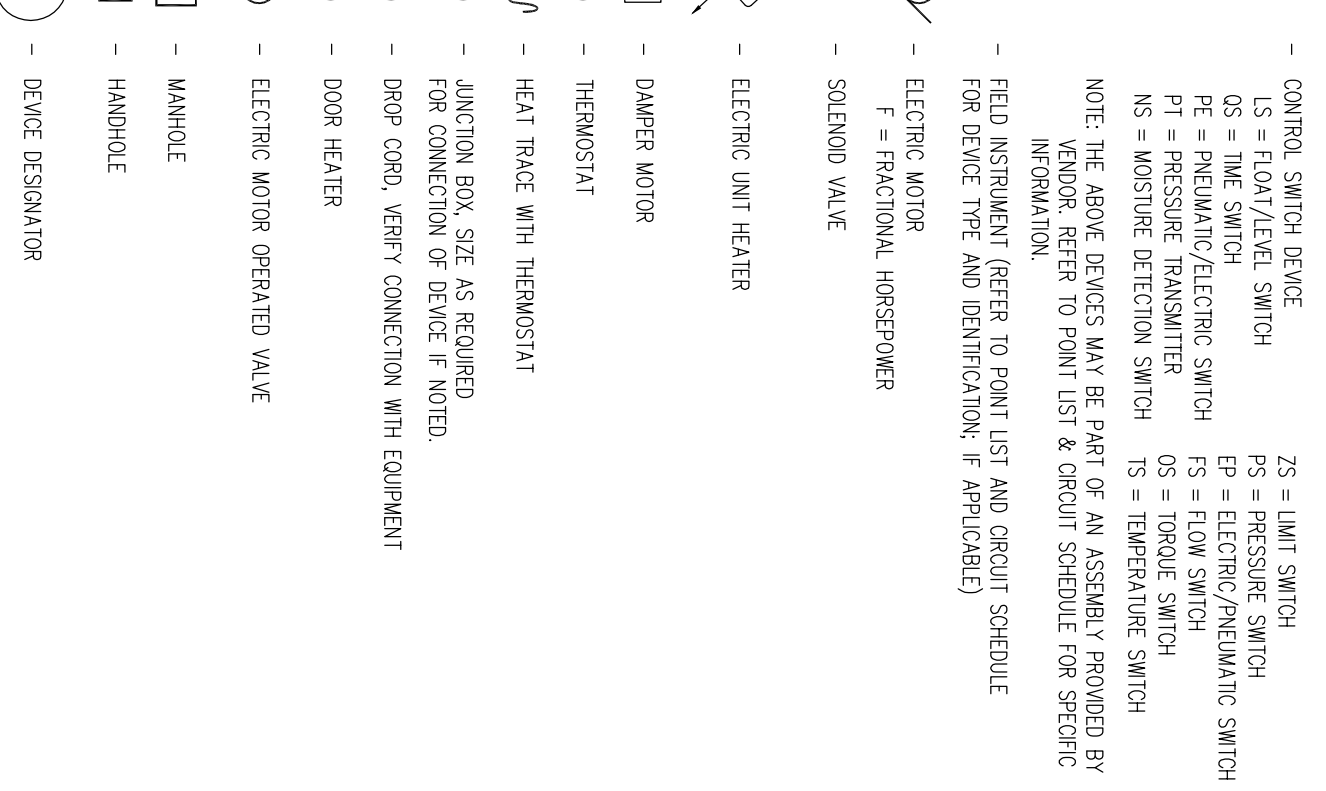 - CONTROL SWITCH DEVICE
LS = FLOAT/LEVEL SWITCH
QS = TIME SWITCH
PE = PNEUMATIC/ELECTRIC SWITCH
PT = PRESSURE TRANSMITTER
NS = MOISTURE DETECTION SWITCH
ZS = LIMIT SWITCH
PS = PRESSURE SWITCH
EP = ELECTRIC/PNEUMATIC SWITCH
FS = FLOW SWITCH
OS = TORQUE SWITCH
TS = TEMPERATURE SWITCH
NOTE: THE ABOVE DEVICES MAY BE PART OF AN ASSEMBLY PROVIDED BY
VENDOR. REFER TO POINT LIST & CIRCUIT SCHEDULE FOR SPECIFIC
INFORMATION.
- FIELD INSTRUMENT (REFER TO POINT LIST AND CIRCUIT SCHEDULE
FOR DEVICE TYPE AND IDENTIFICATION; IF APPLICABLE)
- ELECTRIC MOTOR
F = FRACTIONAL HORSEPOWER
- SOLENOID VALVE
- ELECTRIC UNIT HEATER
- DAMPER MOTOR
- THERMOSTAT
- HEAT TRACE WITH THERMOSTAT
- JUNCTION BOX, SIZE AS REQUIRED
FOR CONNECTION OF DEVICE IF NOTED.
- DROP CORD, VERIFY CONNECTION WITH EQUIPMENT
- DOOR HEATER
- ELECTRIC MOTOR OPERATED VALVE
- MANHOLE
- HANDHOLE
- DEVICE DESIGNATOR